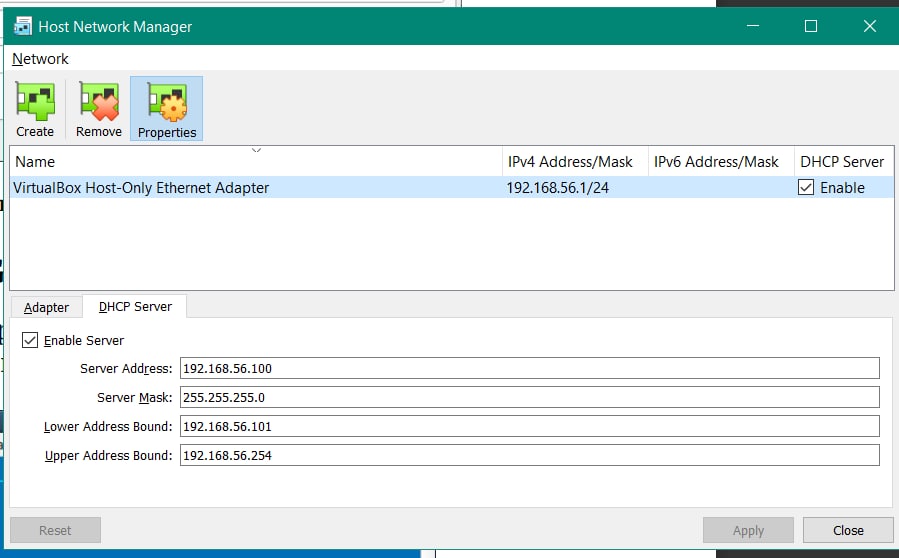 Host Network Manager
Network
Create Remove Properties
Name IPv4 Address/Mask IPv6 Address/Mask DHCP Server
VirtualBox Host-Only Ethernet Adapter 192.168.56.1/24 Enable
Adapter DHCP Server
Enable Server
Server Address: 192.168.56.100
Server Mask: 255.255.255.0
Lower Address Bound: 192.168.56.101
Upper Address Bound: 192.168.56.254
Reset Apply Close